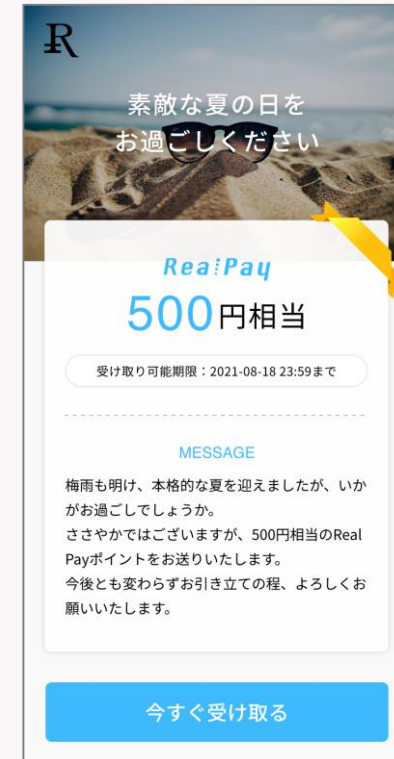 R
素敵な夏の日を
お過ごしください
RealPay
500円相当
受け取り可能期限：2021-08-18 23:59まで
MESSAGE
梅雨も明け、本格的な夏を迎えましたが、いか
がお過ごしでしょうか。
ささやかではございますが、500円相当のReal
Payポイントをお送りいたします。
今後とも変わらずお引き立ての程、よろしくお
願いいたします。
今すぐ受け取る